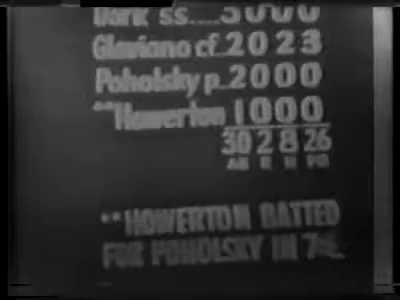 Dark ss....5000
Glaviano cf.2023
Poholsky p..2000
**Howerton 1000
30 2 8 26
AB R H PO
**HOWERTON BATTED
FOR POHOLSKY IN 7th.